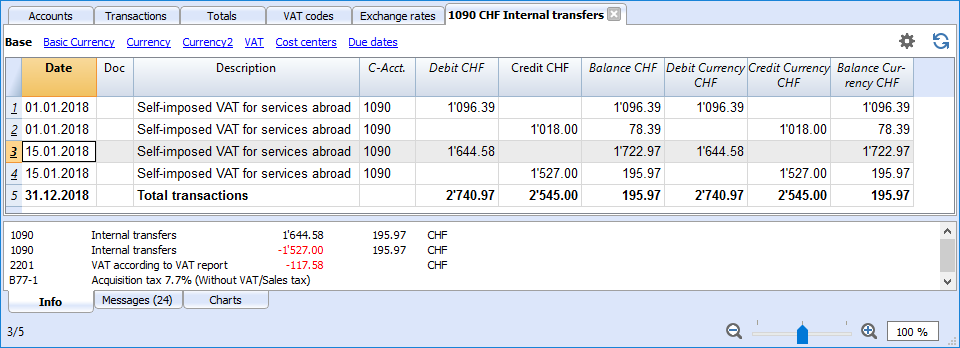 Accounts Transactions Totals VAT codes Exchange rates 1090 CHF Internal transfers
Base Basic Currency Currency Currency2 VAT Cost centers Due dates
Date Doc Description C-Acct. Debit CHF Credit CHF Balance CHF Debit Currency CHF Credit Currency CHF Balance Cur-rency CHF
1 01.01.2018 Self-imposed VAT for services abroad 1090 1'096.39 1'096.39 1'096.39 1'096.39
2 01.01.2018 Self-imposed VAT for services abroad 1090 1'018.00 78.39 1'018.00 78.39
3 15.01.2018 Self-imposed VAT for services abroad 1090 1'644.58 1'722.97 1'644.58 1'722.97
4 15.01.2018 Self-imposed VAT for services abroad 1090 1'527.00 195.97 1'527.00 195.97
5 31.12.2018 Total transactions 2'740.97 2'545.00 195.97 2'740.97 2'545.00 195.97
1090 Internal transfers 1'644.58 195.97 CHF
1090 Internal transfers -1'527.00 195.97 CHF
2201 VAT according to VAT report -117.58 CHF
B77-1 Acquisition tax 7.7% (Without VAT/Sales tax)
Info Messages (24) Charts
3/5 100 %